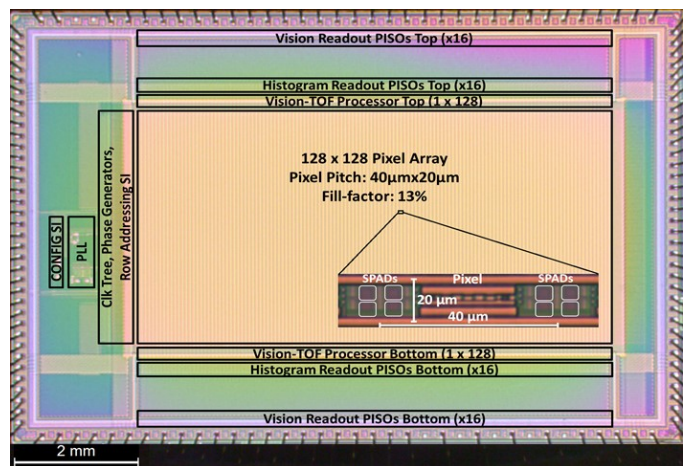 Vision Readout PISOs Top (x16)
Histogram Readout PISOs Top (x16)
Vision-TOF Processor Top (1 x 128)
Clk Tree, Phase Generators,
Row Addressing SI
CONFIG SI
PLL
128 x 128 Pixel Array
Pixel Pitch: 40µmx20µm
Fill-factor: 13%
SPADs
Pixel
SPADs
20 µm
40 µm
Vision-TOF Processor Bottom (1 x 128)
Histogram Readout PISOs Bottom (x16)
Vision Readout PISOs Bottom (x16)
2 mm